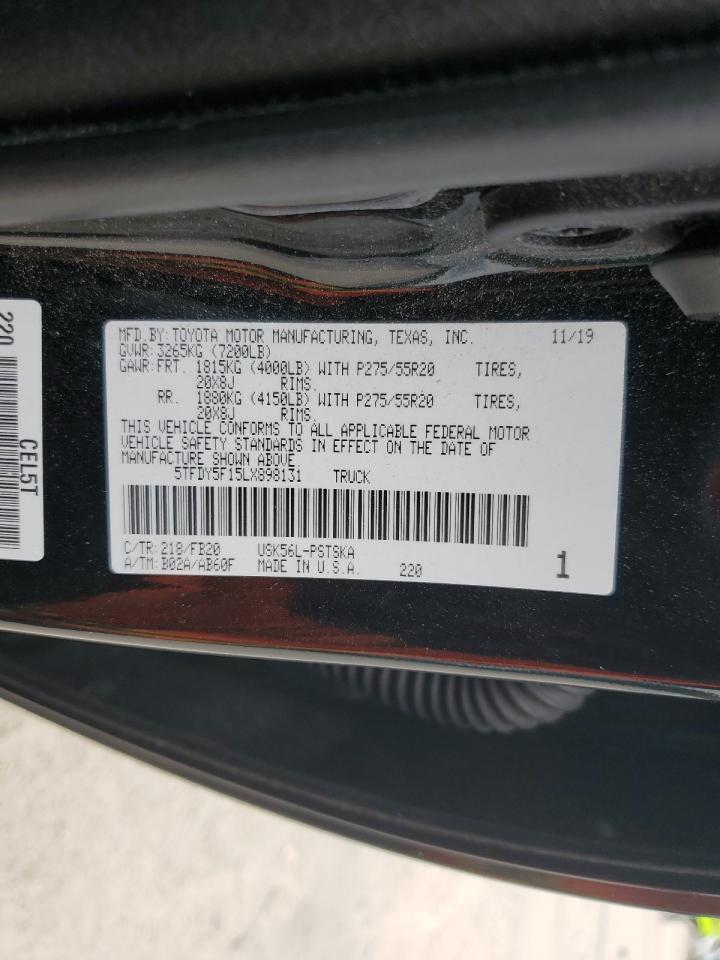 MFD.BY:TOYOTA MOTOR MANUFACTURING, TEXAS, INC. 11/19
GVWR:3265KG (7200LB)
GAWR:FRT. 1815KG (4000LB) WITH P275/55R20 TIRES,
20X8J RIMS.
RR. 1880KG (4150LB) WITH P275/55R20 TIRES,
20X8J RIMS.
THIS VEHICLE CONFORMS TO ALL APPLICABLE FEDERAL MOTOR
VEHICLE SAFETY STANDARDS IN EFFECT ON THE DATE OF
MANUFACTURE SHOWN ABOVE
5TFDY5F15LX898131 TRUCK
C/TR:218/FB20 USK56L-PSTSKA
A/TM:B02A/AB60F MADE IN U.S.A. 220 1
220
CEL5T